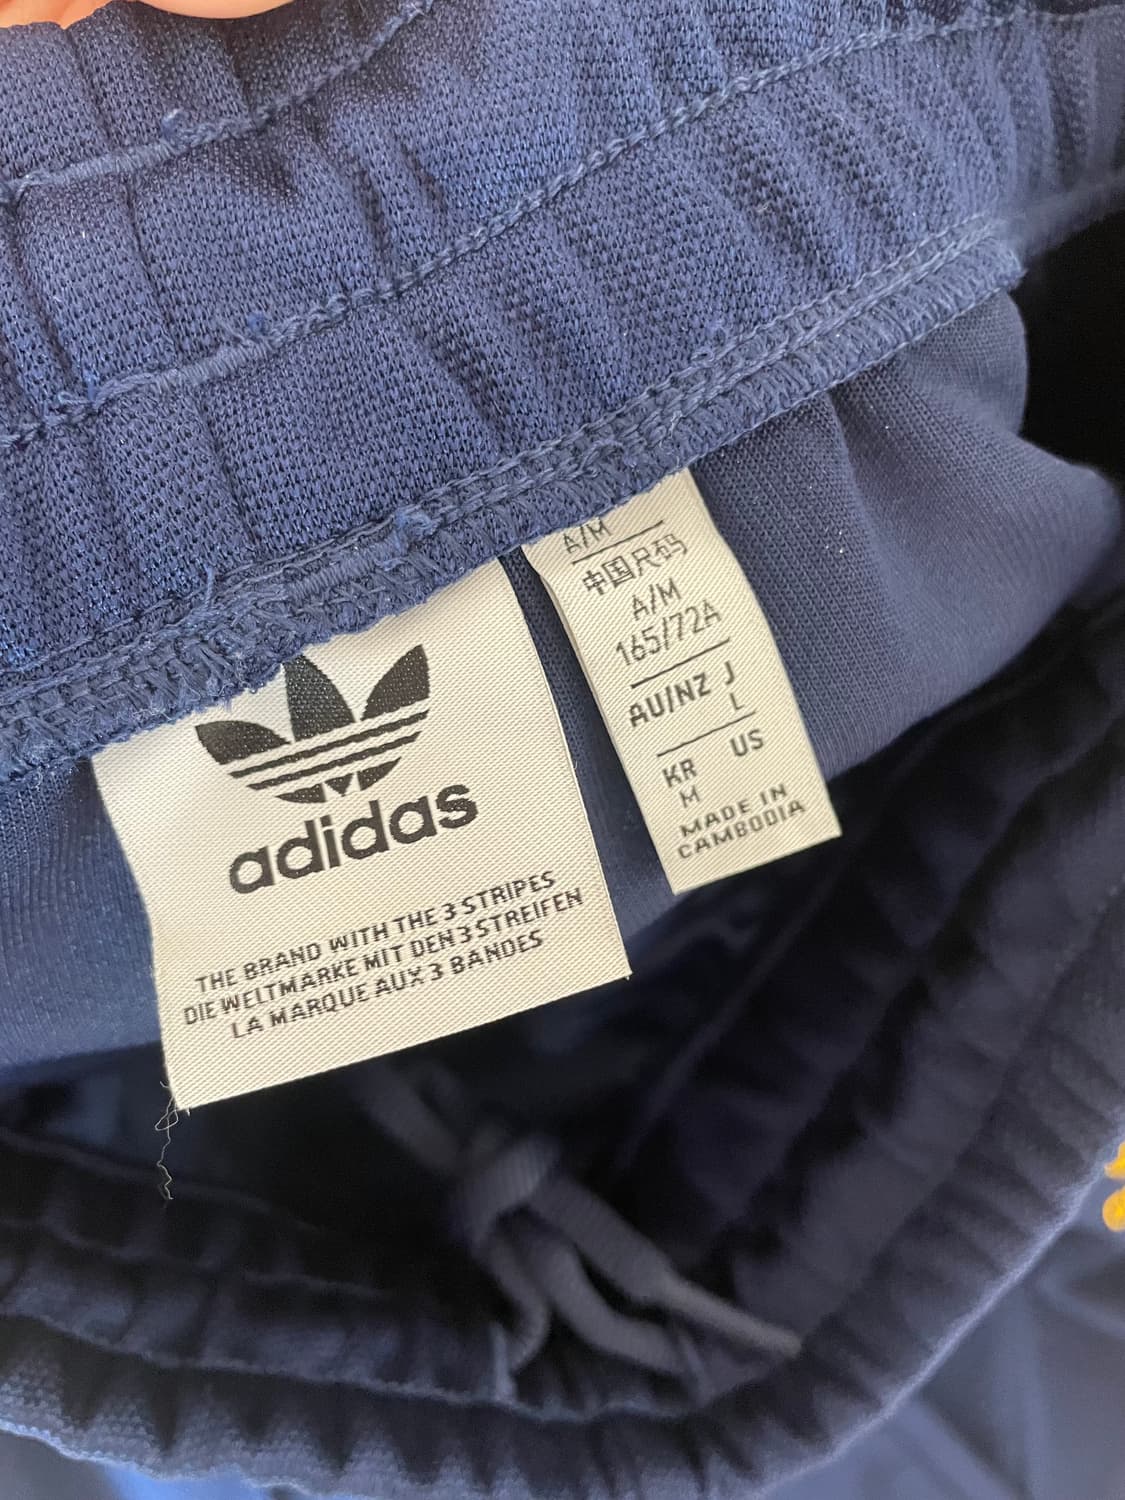 adidas
THE BRAND WITH THE 3 STRIPES
DIE WELTMARKE MIT DEN 3 STREIFEN
LA MARQUE AUX 3 BANDES
A/M
中国尺码
A/M
165/72A
AU/NZ J
L
KR US
M
MADE IN
CAMBODIA